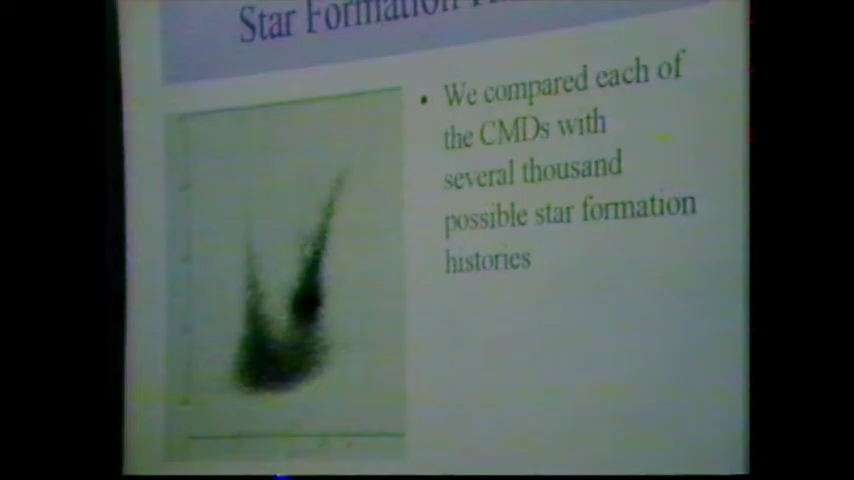 Star Formation
• We compared each of
the CMDs with
several thousand
possible star formation
histories